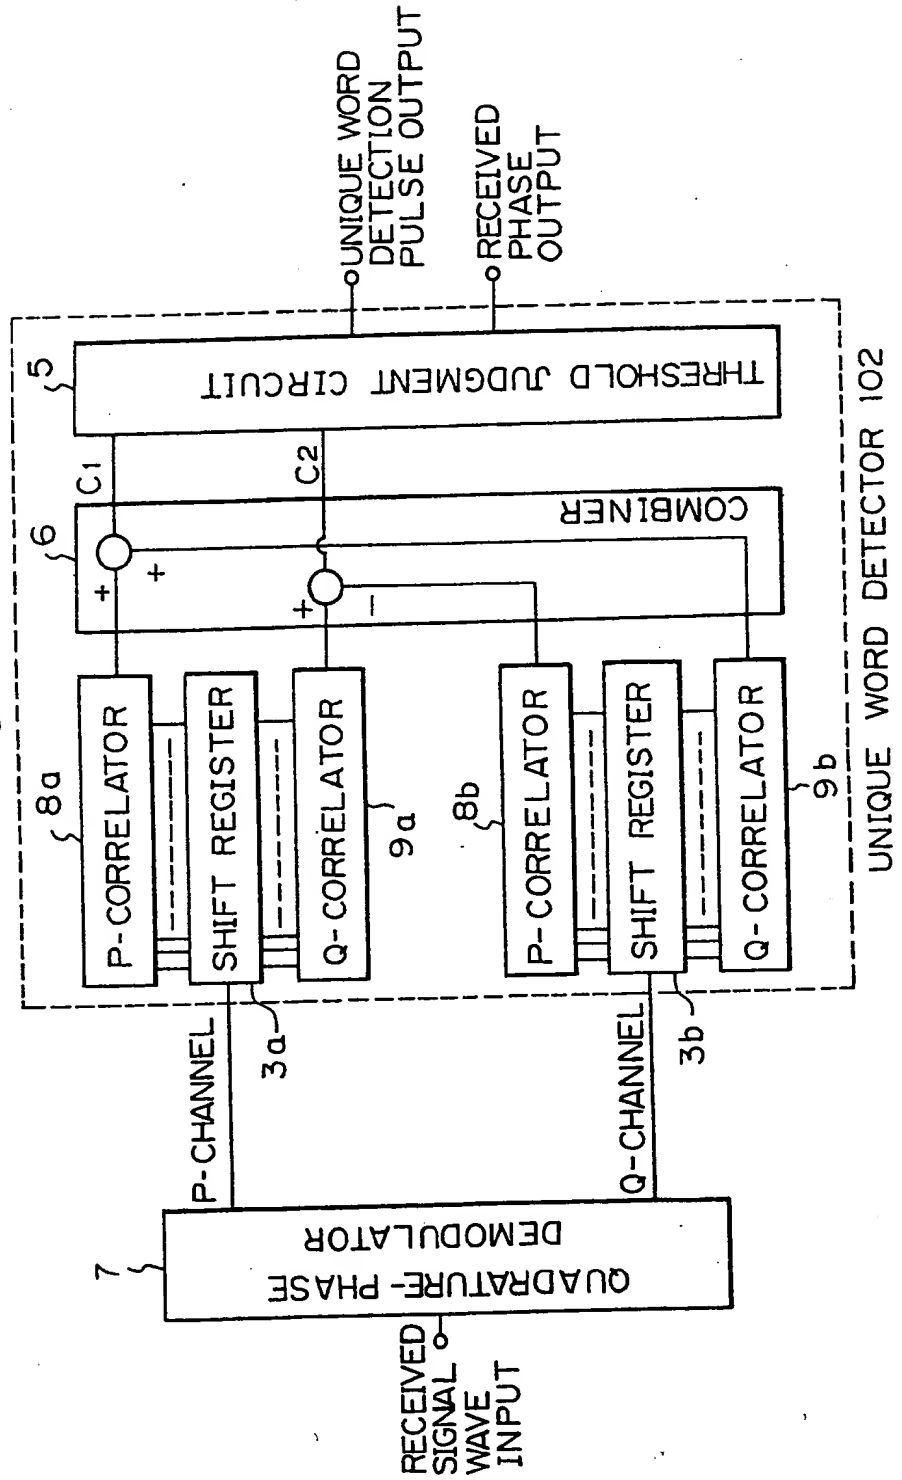 RECEIVED
SIGNAL
WAVE
INPUT
7
QUADRATURE-PHASE
DEMODULATOR
P-CHANNEL
Q-CHANNEL
3a
3b
8a
P-CORRELATOR
SHIFT REGISTER
Q-CORRELATOR
9a
8b
P-CORRELATOR
SHIFT REGISTER
Q-CORRELATOR
9b
6
+
+
+
−
COMBINER
C1
C2
5
THRESHOLD JUDGMENT CIRCUIT
UNIQUE WORD
DETECTION
PULSE OUTPUT
RECEIVED
PHASE
OUTPUT
UNIQUE WORD DETECTOR 102